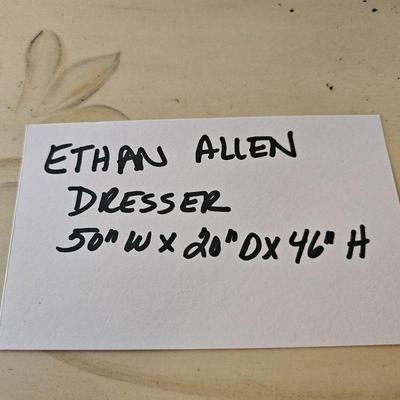 ETHAN ALLEN
DRESSER
50" W X 20" D X 46" H